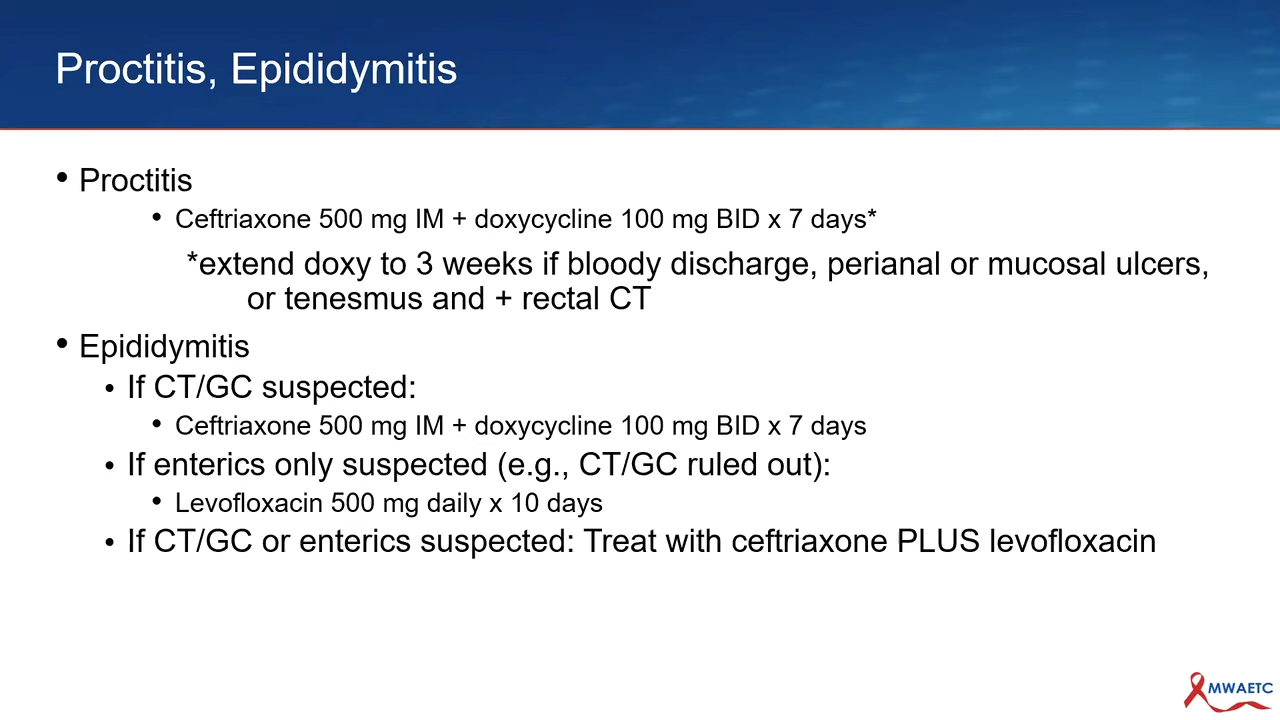 Proctitis, Epididymitis
• Proctitis
• Ceftriaxone 500 mg IM + doxycycline 100 mg BID x 7 days*
*extend doxy to 3 weeks if bloody discharge, perianal or mucosal ulcers,
or tenesmus and + rectal CT
• Epididymitis
• If CT/GC suspected:
• Ceftriaxone 500 mg IM + doxycycline 100 mg BID x 7 days
• If enterics only suspected (e.g., CT/GC ruled out):
• Levofloxacin 500 mg daily x 10 days
• If CT/GC or enterics suspected: Treat with ceftriaxone PLUS levofloxacin
MWAETC